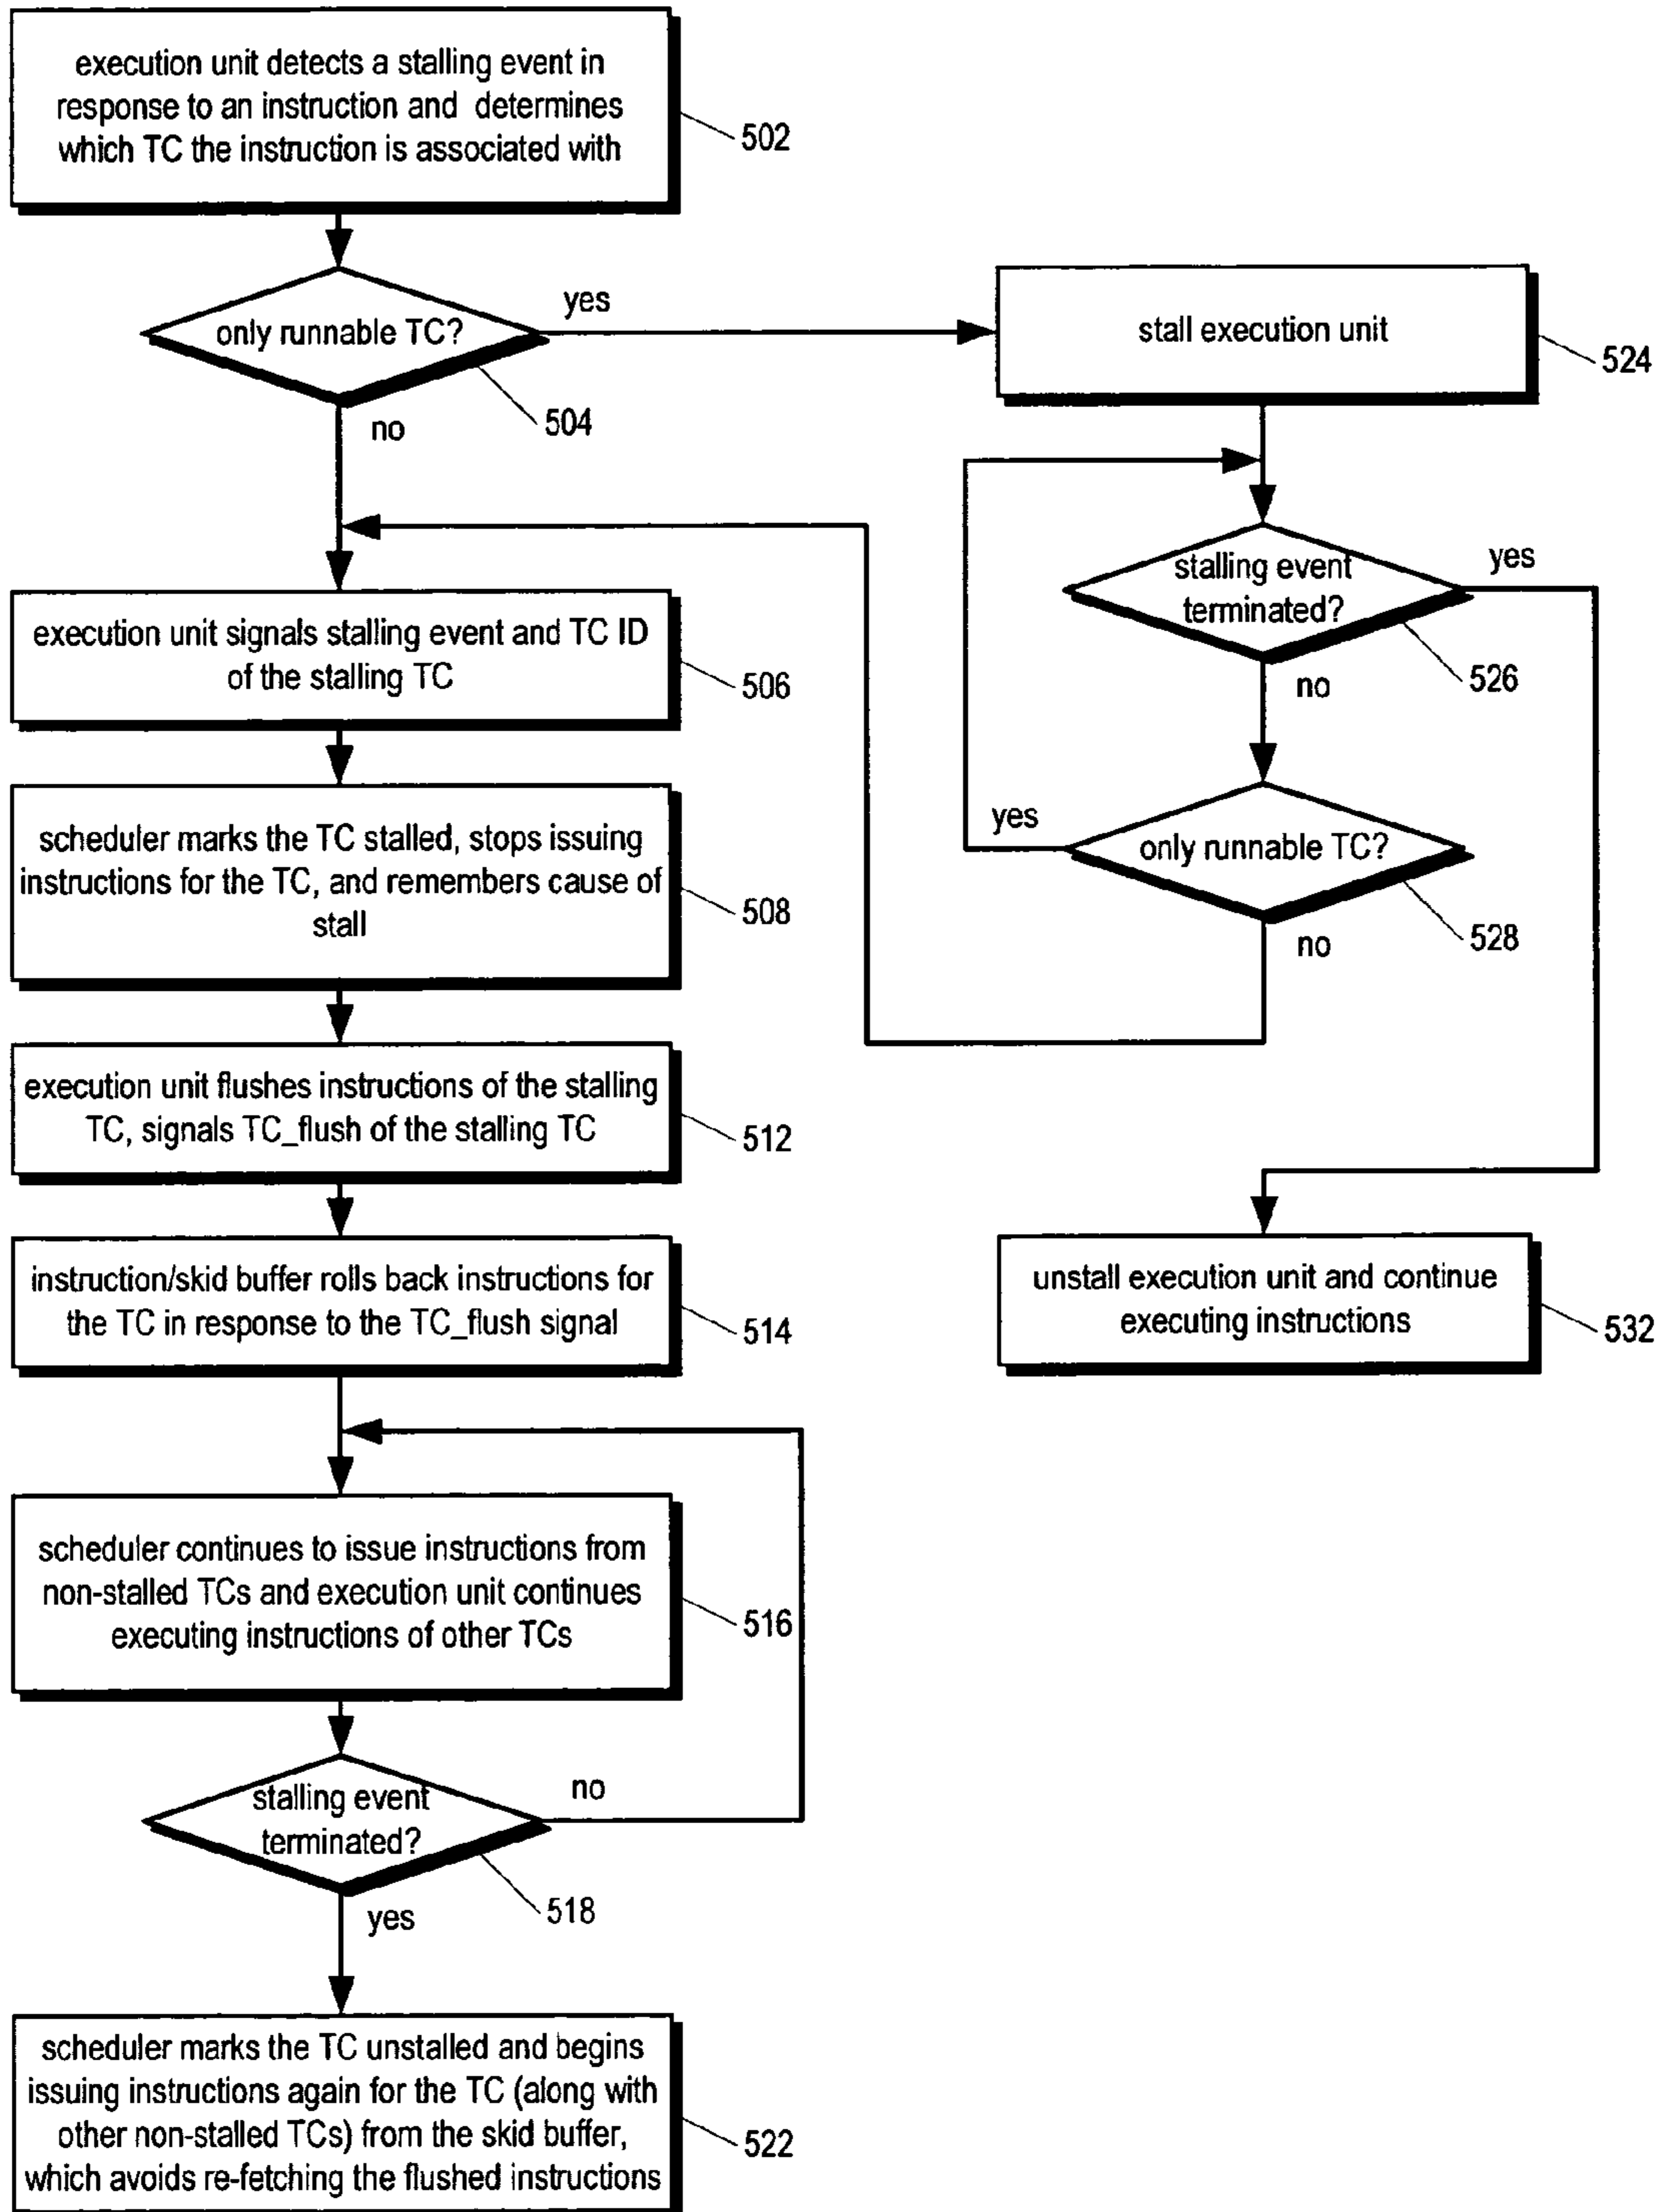 execution unit detects a stalling event in
response to an instruction and determines
which TC the instruction is associated with
502
only runnable TC?
yes
no
504
stall execution unit
524
execution unit signals stalling event and TC ID
of the stalling TC
506
stalling event
terminated?
yes
no
526
scheduler marks the TC stalled, stops issuing
instructions for the TC, and remembers cause of
stall
508
only runnable TC?
yes
no
528
execution unit flushes instructions of the stalling
TC, signals TC_flush of the stalling TC
512
instruction/skid buffer rolls back instructions for
the TC in response to the TC_flush signal
514
unstall execution unit and continue
executing instructions
532
scheduler continues to issue instructions from
non-stalled TCs and execution unit continues
executing instructions of other TCs
516
stalling event
terminated?
no
yes
518
scheduler marks the TC unstalled and begins
issuing instructions again for the TC (along with
other non-stalled TCs) from the skid buffer,
which avoids re-fetching the flushed instructions
522